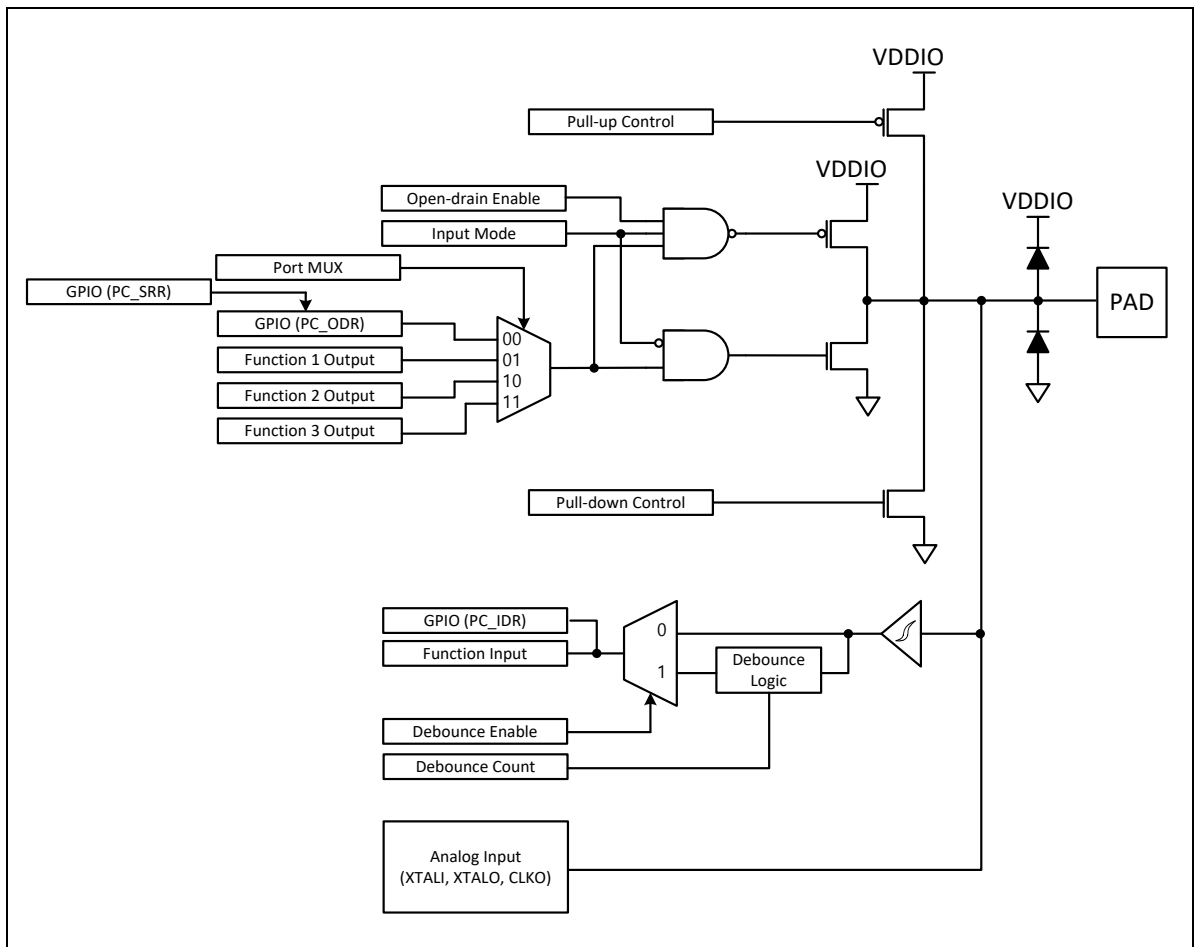 VDDIO
Pull-up Control
VDDIO
Open-drain Enable
VDDIO
Input Mode
Port MUX
GPIO (PC_SRR)
PAD
GPIO (PC_ODR)
00
Function 1 Output
01
Function 2 Output
10
11
Function 3 Output
Pull-down Control
GPIO (PC_IDR)
0
Function Input
Debounce
Logic
1
Debounce Enable
Debounce Count
Analog Input
(XTALI, XTALO, CLKO)